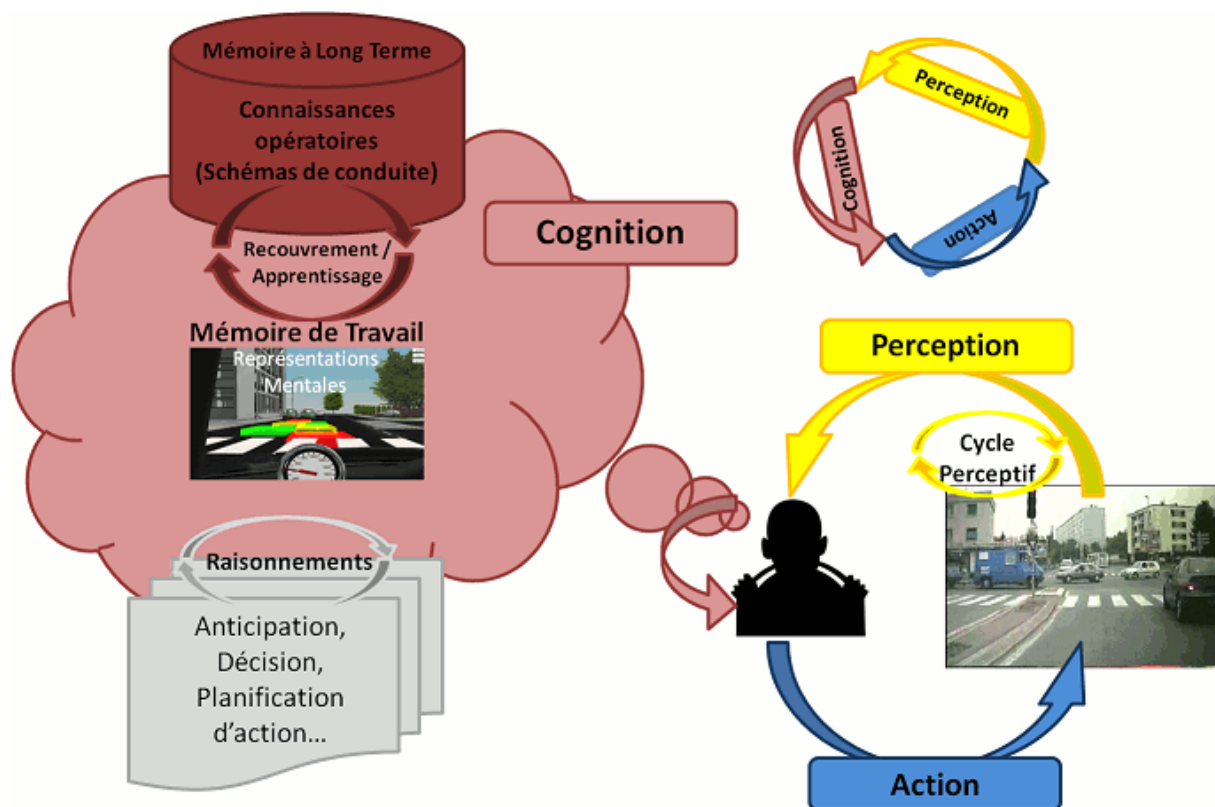 Mémoire à Long Terme
Connaissances
opératoires
(Schémas de conduite)
Recouvrement /
Apprentissage
Mémoire de Travail
Représentations
Mentales
Raisonnements
Anticipation,
Décision,
Planification
d’action…
Cognition
Perception
Cognition
Action
Perception
Cycle
Perceptif
Action